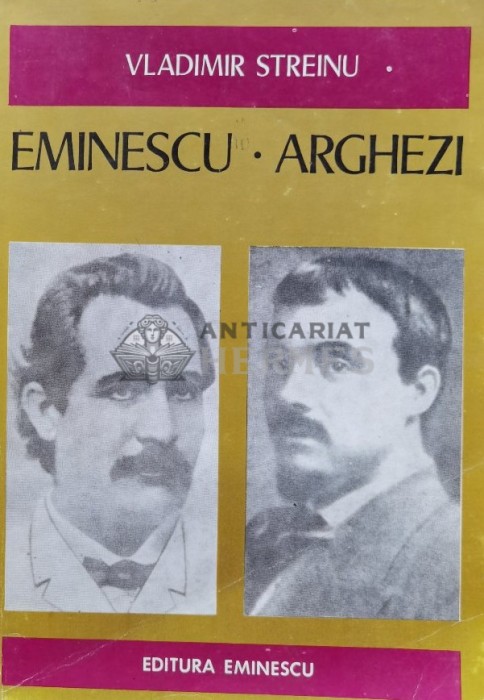 VLADIMIR STREINU
EMINESCU · ARGHEZI
ANTICARIAT
HERMES
EDITURA EMINESCU